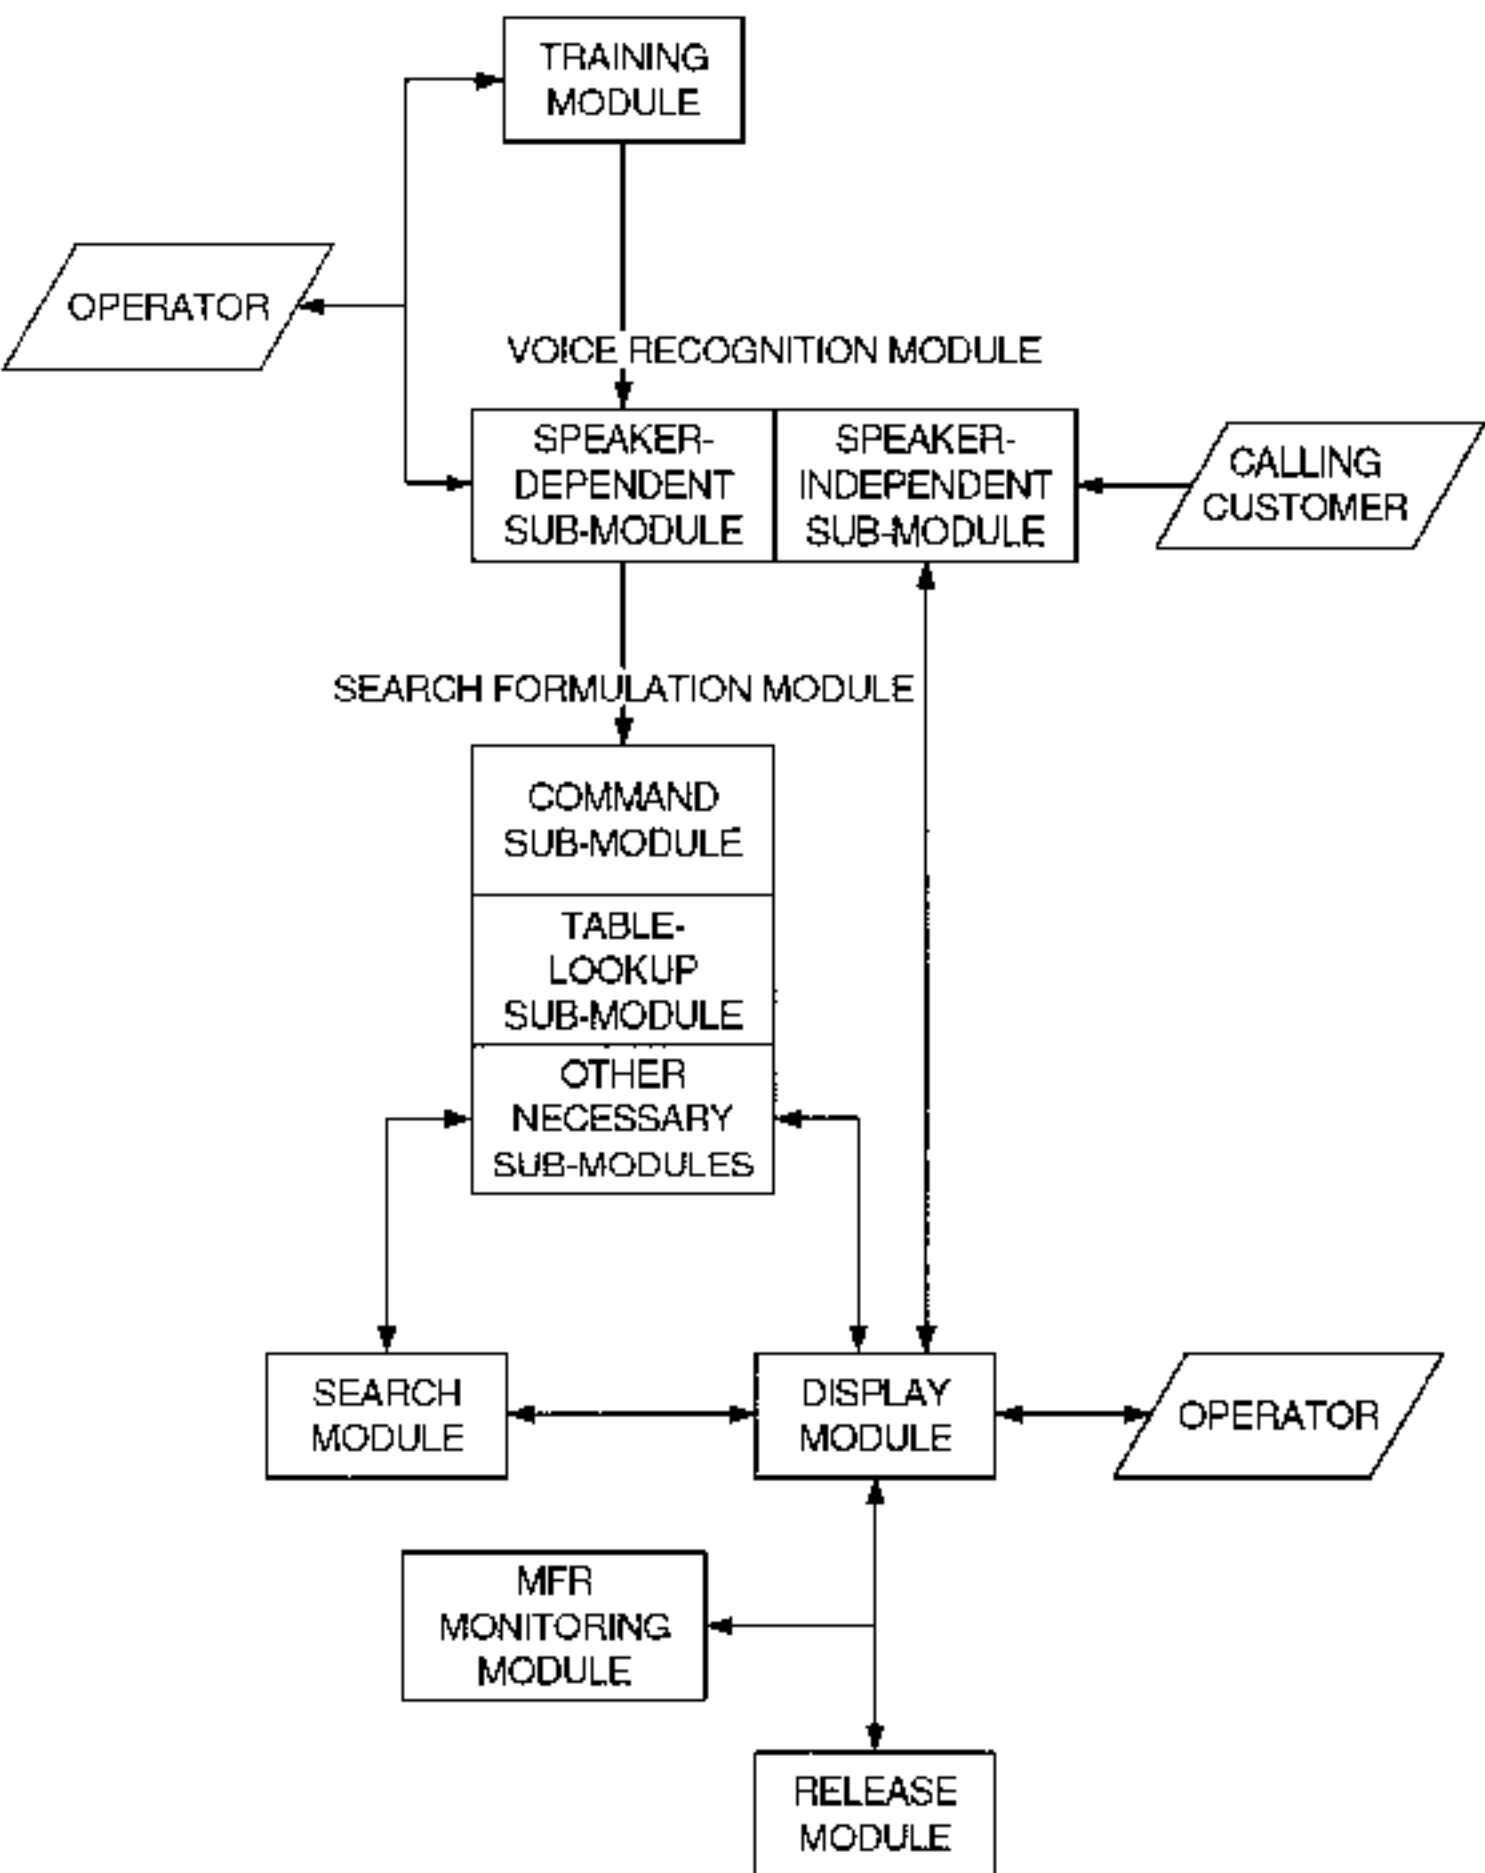 TRAINING
MODULE
OPERATOR
VOICE RECOGNITION MODULE
SPEAKER-
DEPENDENT
SUB-MODULE
SPEAKER-
INDEPENDENT
SUB-MODULE
CALLING
CUSTOMER
SEARCH FORMULATION MODULE
COMMAND
SUB-MODULE
TABLE-
LOOKUP
SUB-MODULE
OTHER
NECESSARY
SUB-MODULES
SEARCH
MODULE
DISPLAY
MODULE
OPERATOR
MFR
MONITORING
MODULE
RELEASE
MODULE